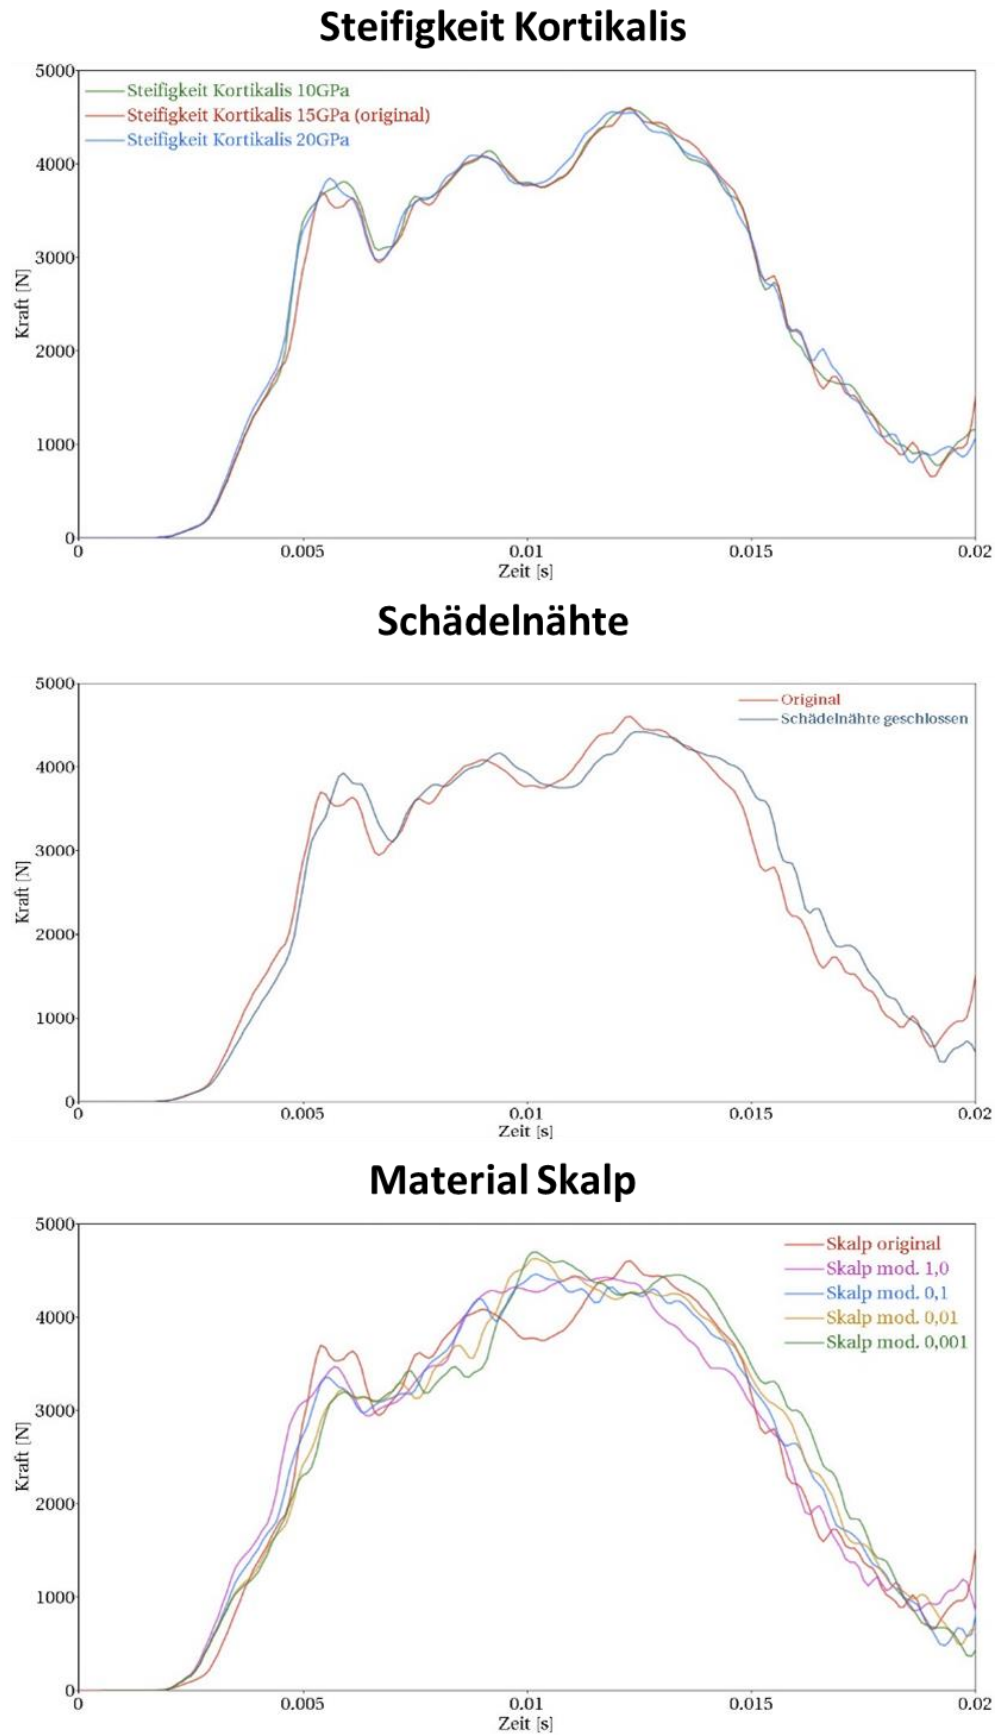 Steifigkeit Kortikalis
5000
4000
3000
2000
1000
0
Kraft [N]
Steifigkeit Kortikalis 10GPa
Steifigkeit Kortikalis 15GPa (original)
Steifigkeit Kortikalis 20GPa
0 0.005 0.01 0.015 0.02
Zeit [s]
Schädelnähte
5000
4000
3000
2000
1000
0
Kraft [N]
Original
Schädelnähte geschlossen
0 0.005 0.01 0.015 0.02
Zeit [s]
Material Skalp
5000
4000
3000
2000
1000
0
Kraft [N]
Skalp original
Skalp mod. 1,0
Skalp mod. 0,1
Skalp mod. 0,01
Skalp mod. 0,001
0 0.005 0.01 0.015 0.02
Zeit [s]